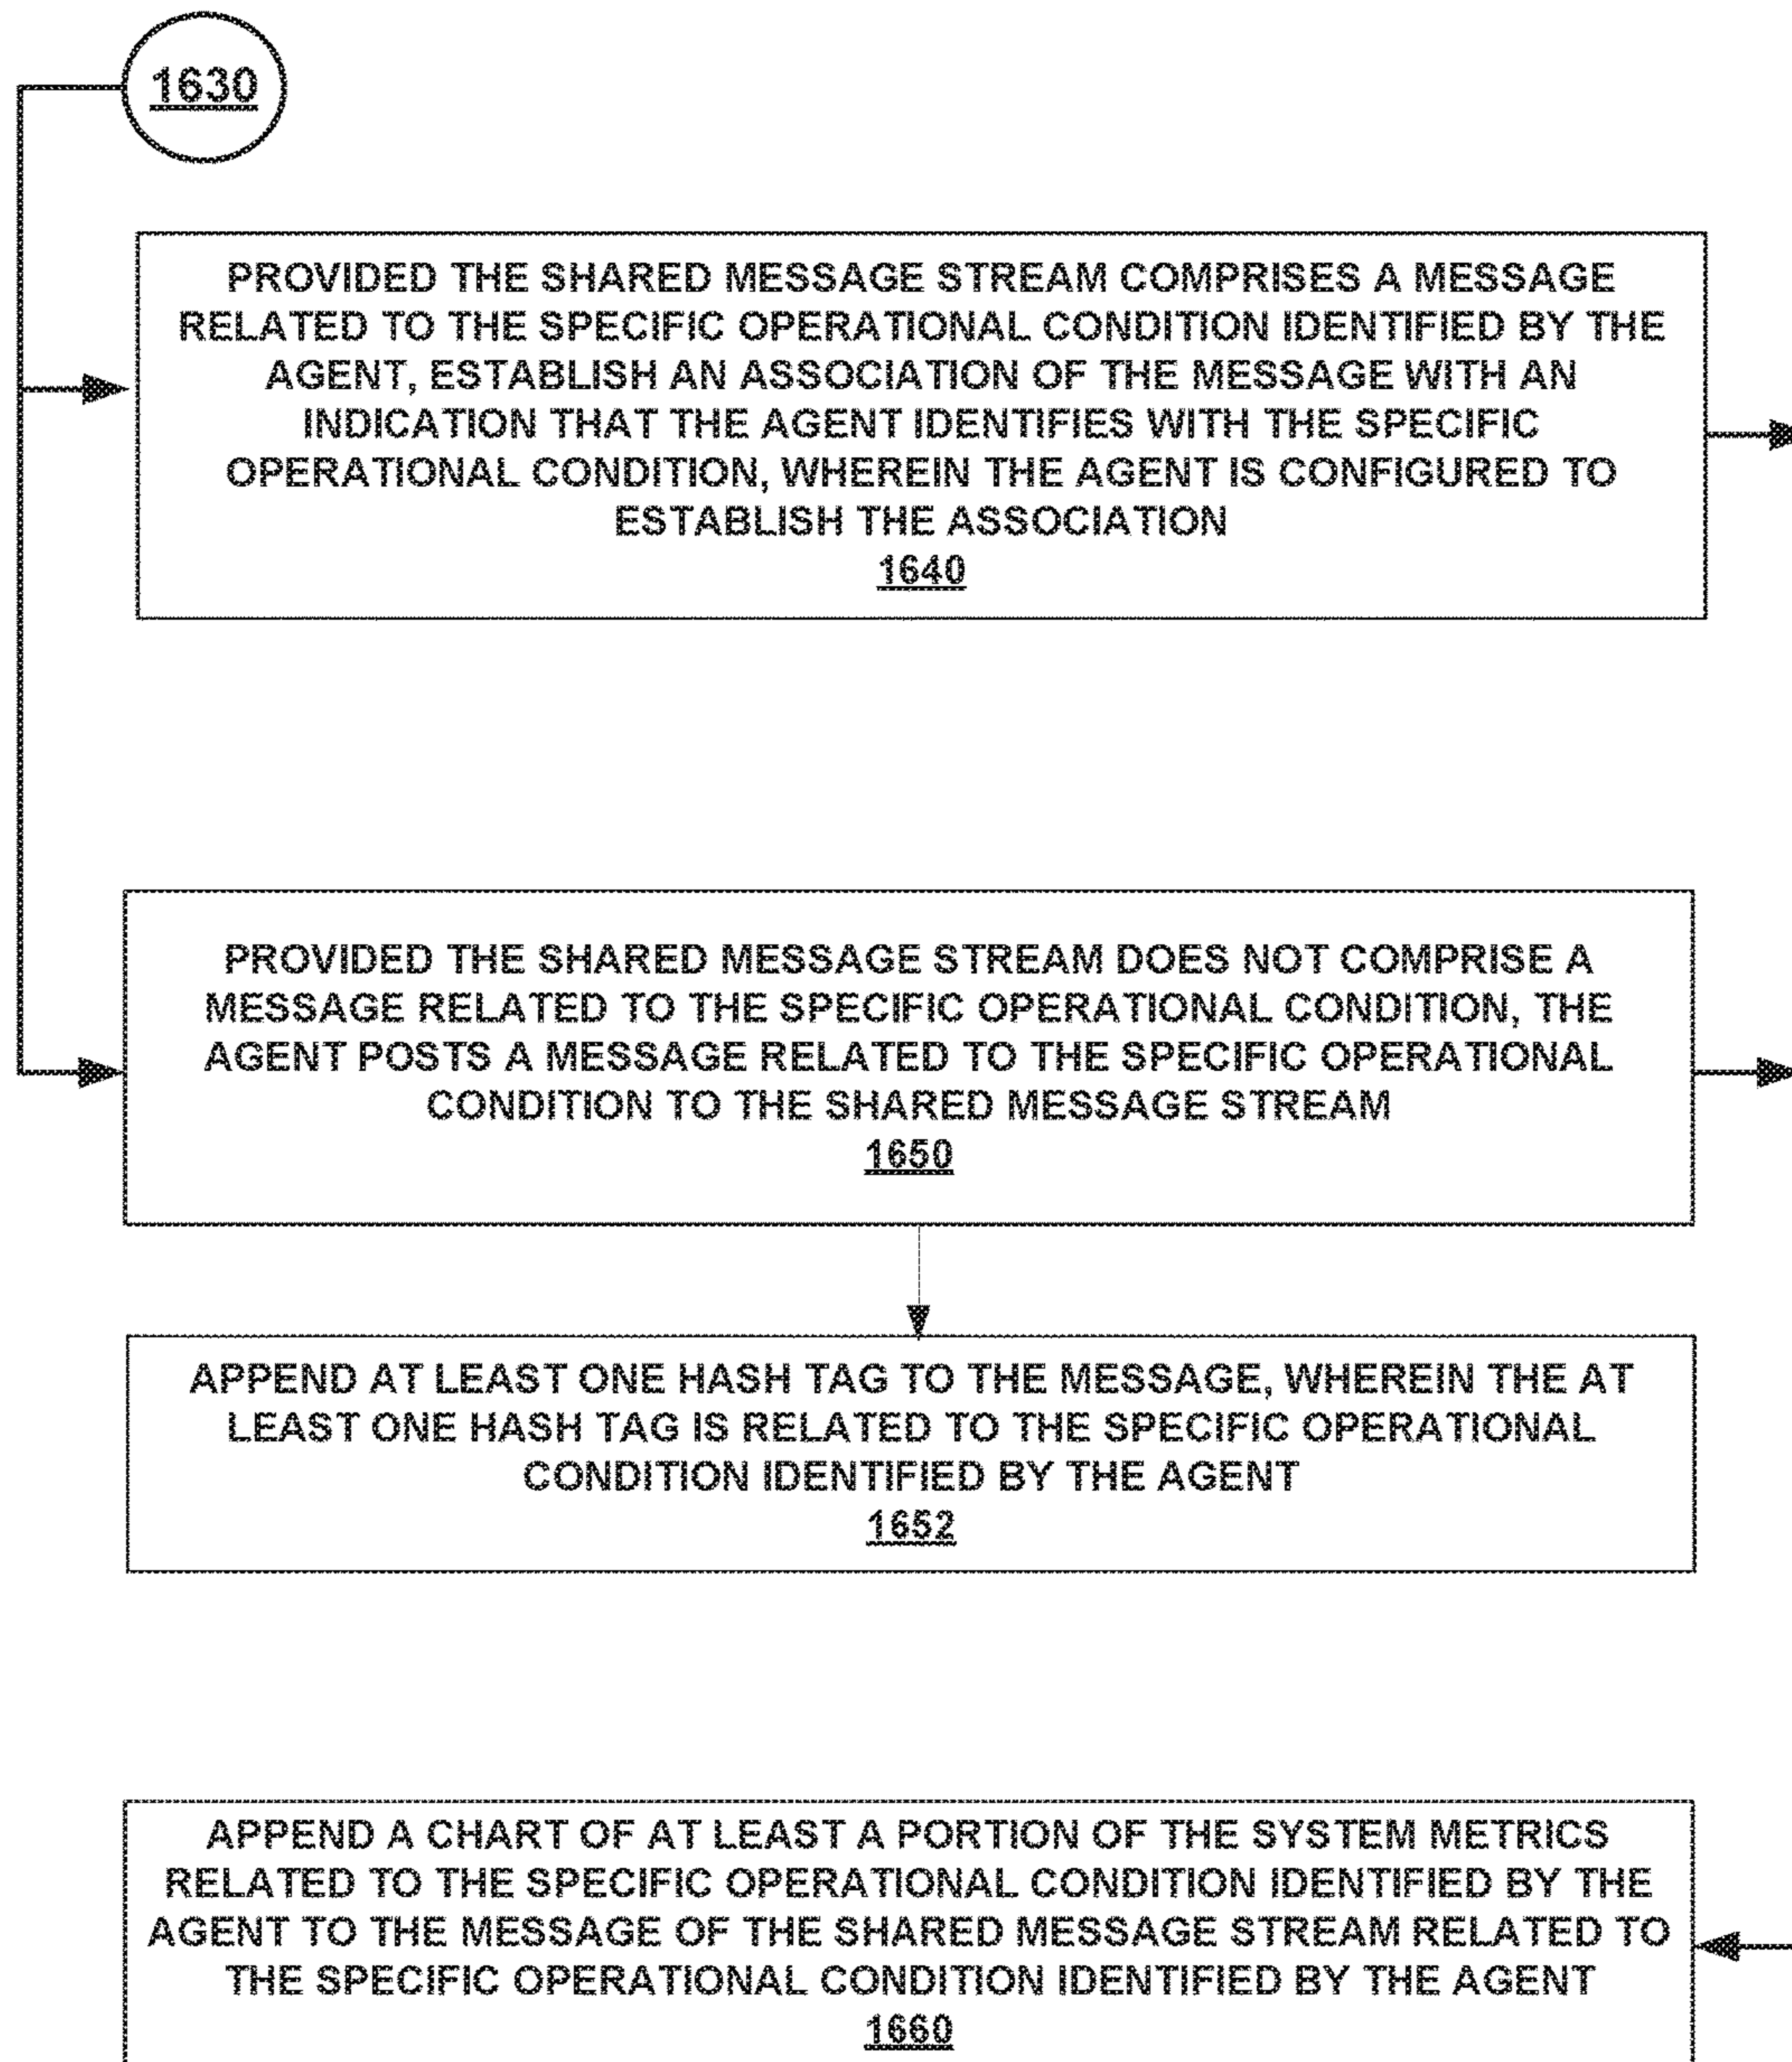 1630
PROVIDED THE SHARED MESSAGE STREAM COMPRISES A MESSAGE
RELATED TO THE SPECIFIC OPERATIONAL CONDITION IDENTIFIED BY THE
AGENT, ESTABLISH AN ASSOCIATION OF THE MESSAGE WITH AN
INDICATION THAT THE AGENT IDENTIFIES WITH THE SPECIFIC
OPERATIONAL CONDITION, WHEREIN THE AGENT IS CONFIGURED TO
ESTABLISH THE ASSOCIATION
1640
PROVIDED THE SHARED MESSAGE STREAM DOES NOT COMPRISE A
MESSAGE RELATED TO THE SPECIFIC OPERATIONAL CONDITION, THE
AGENT POSTS A MESSAGE RELATED TO THE SPECIFIC OPERATIONAL
CONDITION TO THE SHARED MESSAGE STREAM
1650
APPEND AT LEAST ONE HASH TAG TO THE MESSAGE, WHEREIN THE AT
LEAST ONE HASH TAG IS RELATED TO THE SPECIFIC OPERATIONAL
CONDITION IDENTIFIED BY THE AGENT
1652
APPEND A CHART OF AT LEAST A PORTION OF THE SYSTEM METRICS
RELATED TO THE SPECIFIC OPERATIONAL CONDITION IDENTIFIED BY THE
AGENT TO THE MESSAGE OF THE SHARED MESSAGE STREAM RELATED TO
THE SPECIFIC OPERATIONAL CONDITION IDENTIFIED BY THE AGENT
1660